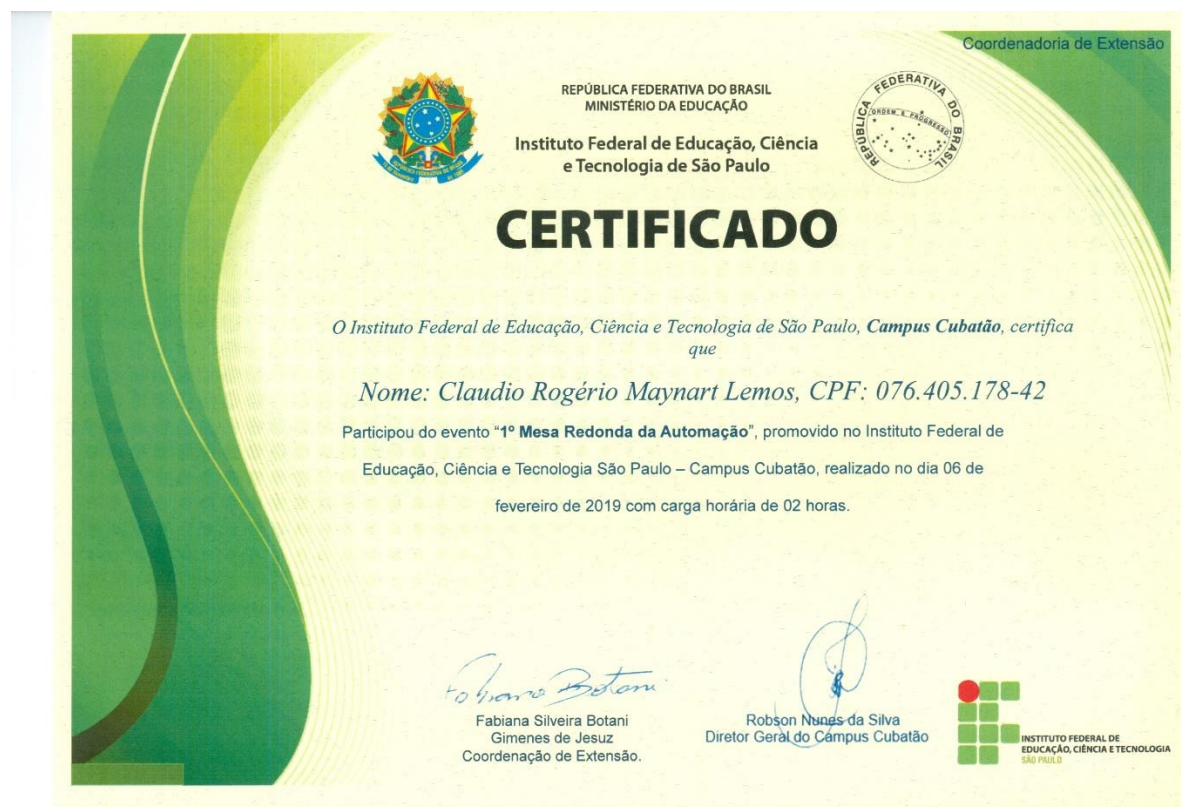 Coordenadoria de Extensão
REPÚBLICA FEDERATIVA DO BRASIL
MINISTÉRIO DA EDUCAÇÃO
Instituto Federal de Educação, Ciência
e Tecnologia de São Paulo
REPÚBLICA FEDERATIVA DO BRASIL
ORDEM E PROGRESSO
CERTIFICADO
O Instituto Federal de Educação, Ciência e Tecnologia de São Paulo, Campus Cubatão, certifica
que
Nome: Claudio Rogério Maynart Lemos, CPF: 076.405.178-42
Participou do evento “1º Mesa Redonda da Automação”, promovido no Instituto Federal de
Educação, Ciência e Tecnologia São Paulo – Campus Cubatão, realizado no dia 06 de
fevereiro de 2019 com carga horária de 02 horas.
Fabiana Botani
Fabiana Silveira Botani
Gimenes de Jesuz
Coordenação de Extensão.
Robson Nunes da Silva
Diretor Geral do Campus Cubatão
INSTITUTO FEDERAL DE
EDUCAÇÃO, CIÊNCIA E TECNOLOGIA
SÃO PAULO